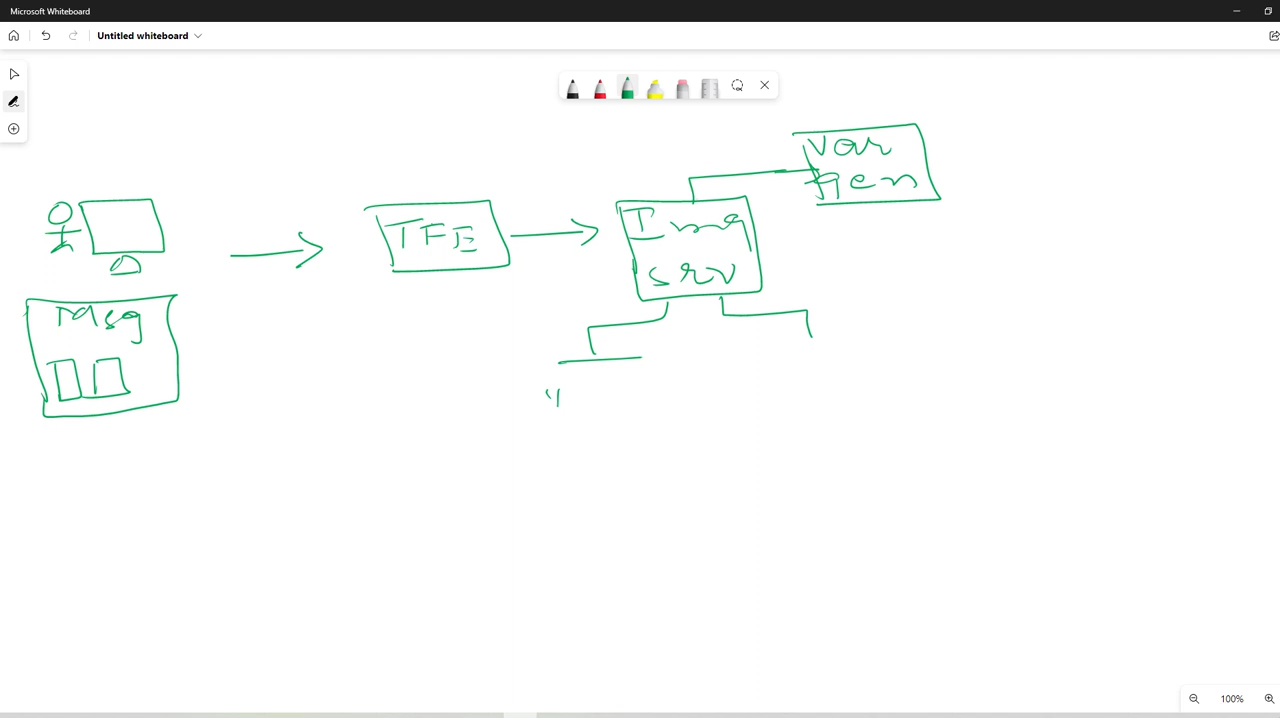 Microsoft Whiteboard
Untitled whiteboard
Var
gen
TFE
Img
srv
Msg
100%